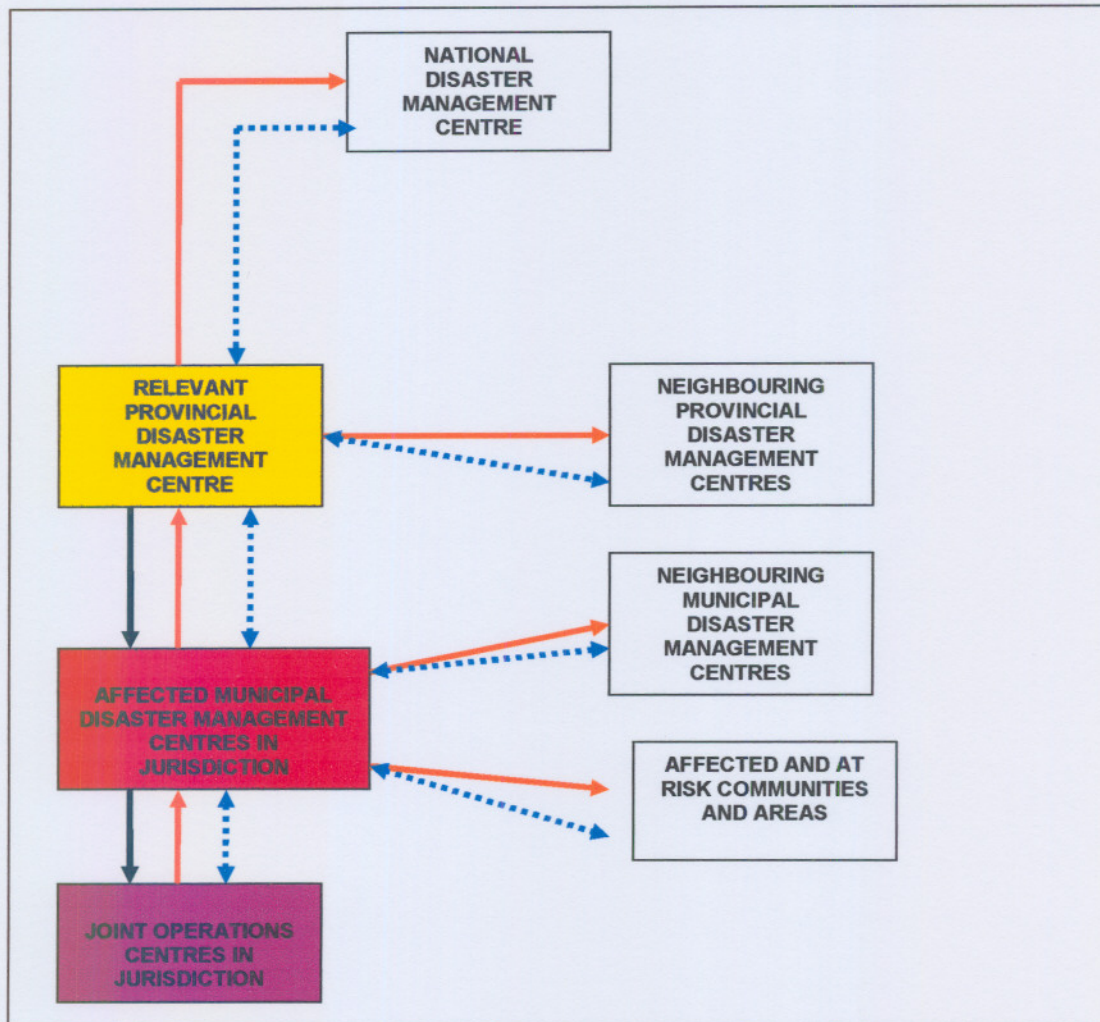 NATIONAL
DISASTER
MANAGEMENT
CENTRE
RELEVANT
PROVINCIAL
DISASTER
MANAGEMENT
CENTRE
NEIGHBOURING
PROVINCIAL
DISASTER
MANAGEMENT
CENTRES
NEIGHBOURING
MUNICIPAL
DISASTER
MANAGEMENT
CENTRES
AFFECTED MUNICIPAL
DISASTER MANAGEMENT
CENTRES IN
JURISDICTION
AFFECTED AND AT
RISK COMMUNITIES
AND AREAS
JOINT OPERATIONS
CENTRES IN
JURISDICTION